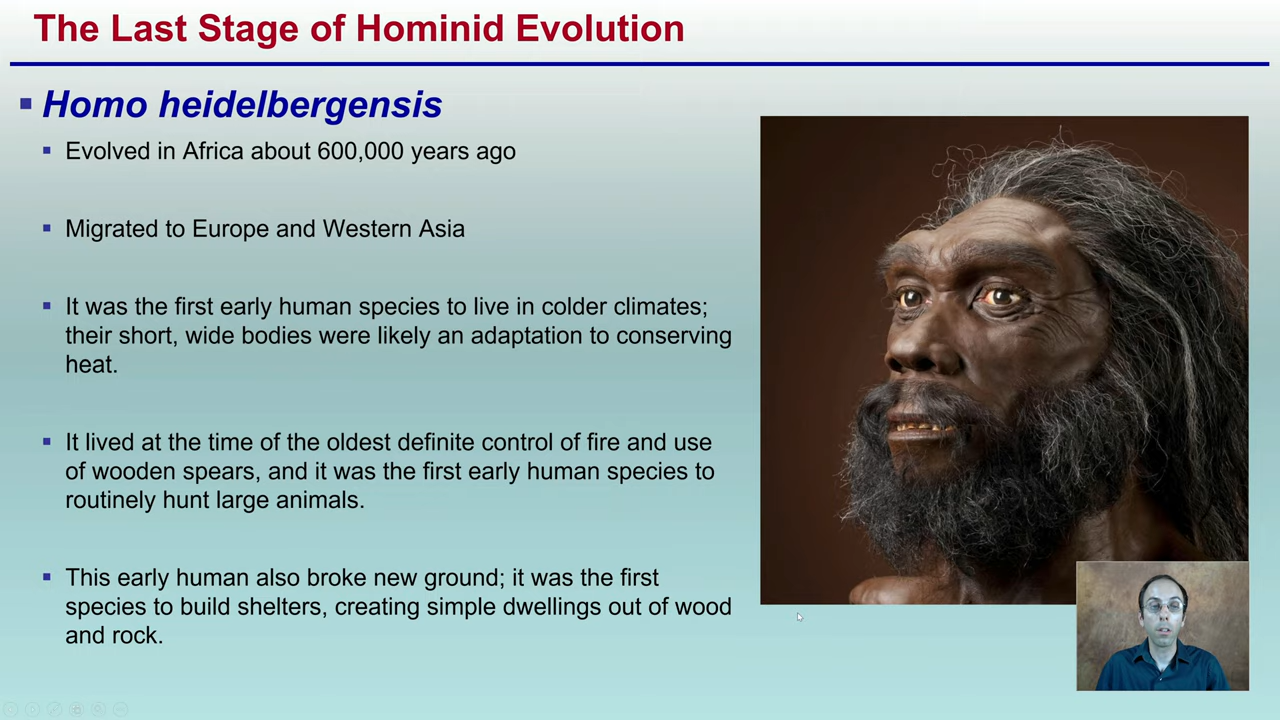 The Last Stage of Hominid Evolution
Homo heidelbergensis
Evolved in Africa about 600,000 years ago
Migrated to Europe and Western Asia
It was the first early human species to live in colder climates;
their short, wide bodies were likely an adaptation to conserving
heat.
It lived at the time of the oldest definite control of fire and use
of wooden spears, and it was the first early human species to
routinely hunt large animals.
This early human also broke new ground; it was the first
species to build shelters, creating simple dwellings out of wood
and rock.